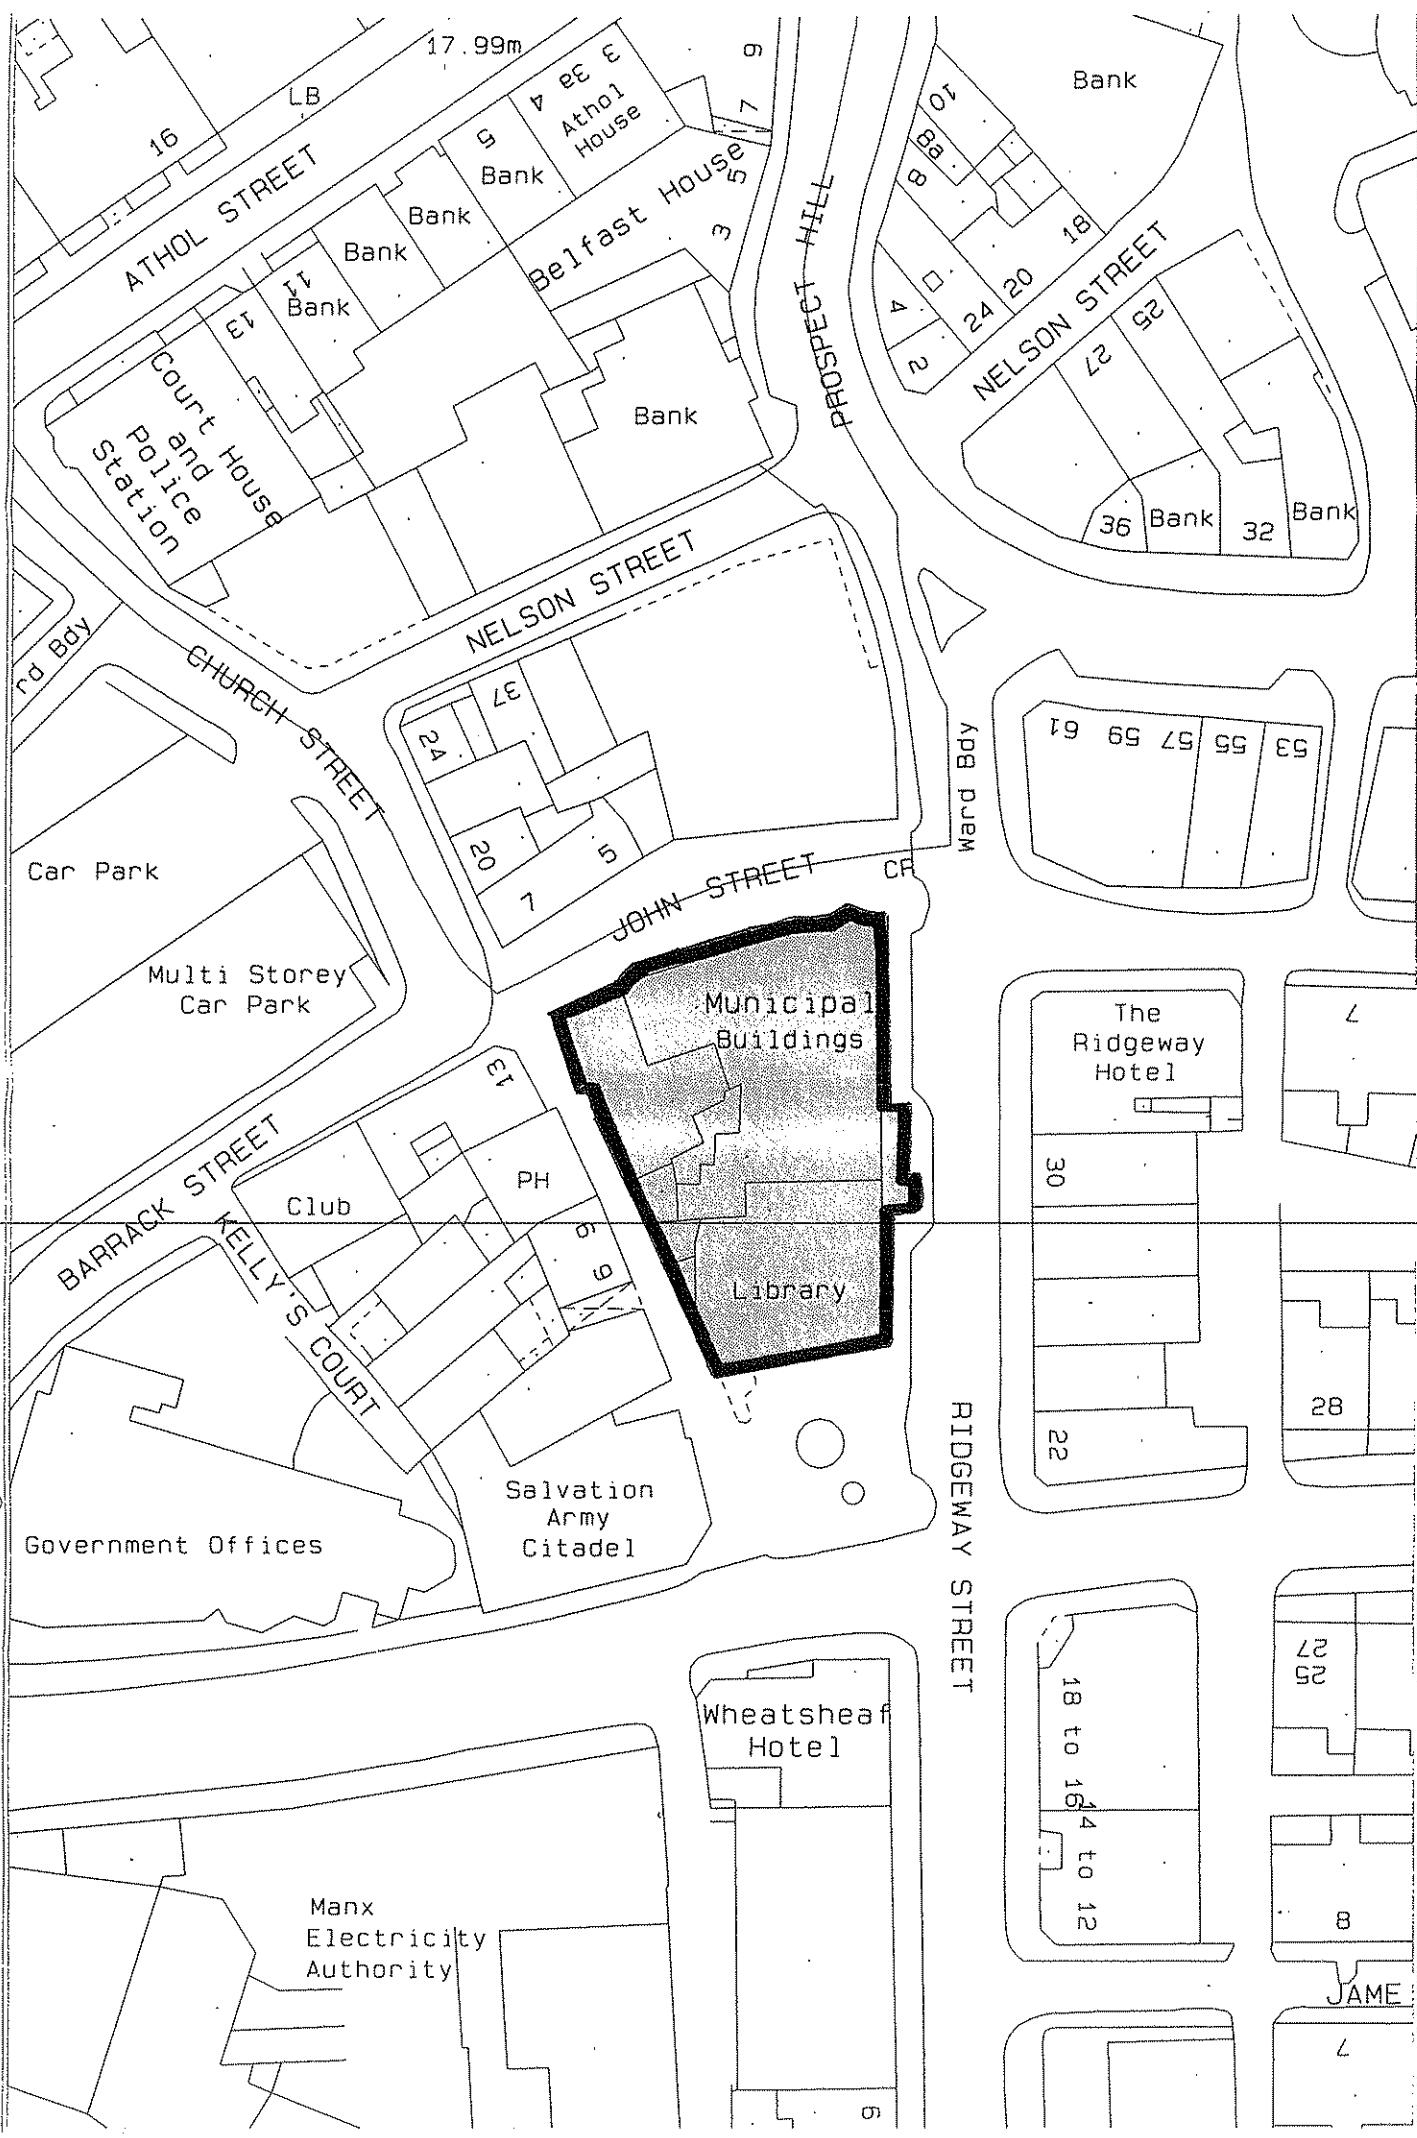 17.99m
LB
16
ATHOL STREET
3
3a
4
Athol
House
5
Bank
Bank
Bank
11
Bank
13
Belfast House
9
7
5
3
PROSPECT HILL
Bank
10
8a
8
4
2
18
20
24
NELSON STREET
25
27
36
Bank
32
Bank
Court House
and
Police
Station
Bank
NELSON STREET
rd Bdy
CHURCH STREET
37
24
20
5
7
Ward Bdy
61
59
57
55
53
Car Park
JOHN STREET
CR
Multi Storey
Car Park
Municipal
Buildings
The
Ridgeway
Hotel
7
13
BARRACK STREET
Club
PH
KELLY'S COURT
6
9
Library
30
28
22
RIDGEWAY STREET
Salvation
Army
Citadel
Government Offices
27
25
18 to 16
14 to 12
Wheatsheaf
Hotel
Manx
Electricity
Authority
8
JAME
7
6